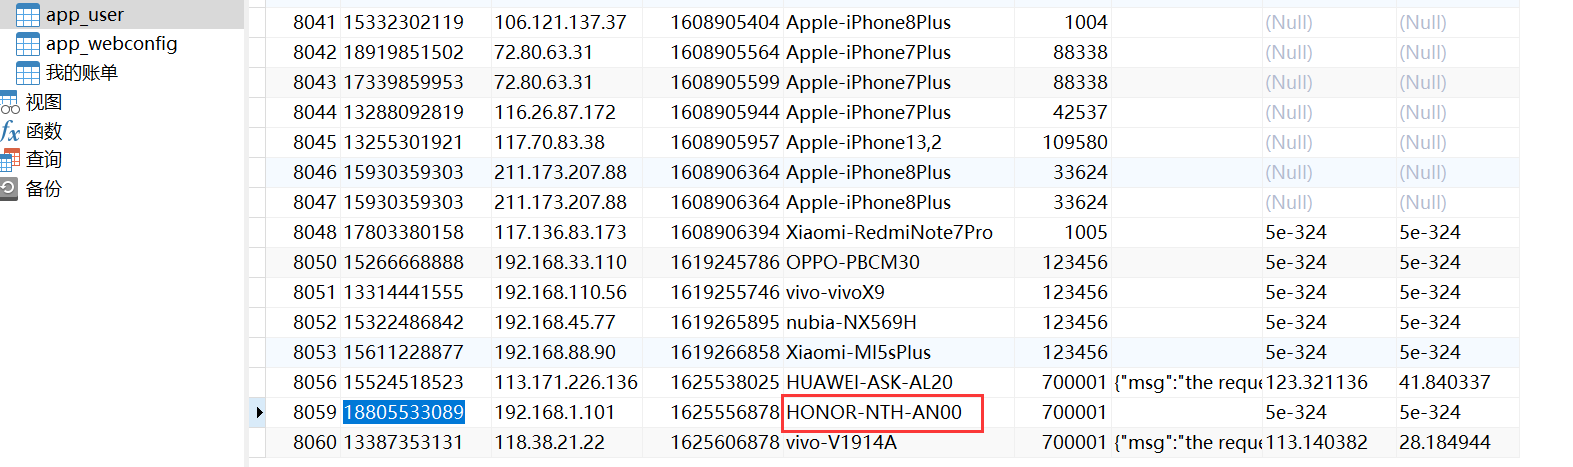 app_user
app_webconfig
我的账单
视图
函数
查询
备份
8041 15332302119 106.121.137.37 1608905404 Apple-iPhone8Plus 1004 (Null) (Null)
8042 18919851502 72.80.63.31 1608905564 Apple-iPhone7Plus 88338 (Null) (Null)
8043 17339859953 72.80.63.31 1608905599 Apple-iPhone7Plus 88338 (Null) (Null)
8044 13288092819 116.26.87.172 1608905944 Apple-iPhone7Plus 42537 (Null) (Null)
8045 13255301921 117.70.83.38 1608905957 Apple-iPhone13,2 109580 (Null) (Null)
8046 15930359303 211.173.207.88 1608906364 Apple-iPhone8Plus 33624 (Null) (Null)
8047 15930359303 211.173.207.88 1608906364 Apple-iPhone8Plus 33624 (Null) (Null)
8048 17803380158 117.136.83.173 1608906394 Xiaomi-RedmiNote7Pro 1005 5e-324 5e-324
8050 15266668888 192.168.33.110 1619245786 OPPO-PBCM30 123456 5e-324 5e-324
8051 13314441555 192.168.110.56 1619255746 vivo-vivoX9 123456 5e-324 5e-324
8052 15322486842 192.168.45.77 1619265895 nubia-NX569H 123456 5e-324 5e-324
8053 15611228877 192.168.88.90 1619266858 Xiaomi-MI5sPlus 123456 5e-324 5e-324
8056 15524518523 113.171.226.136 1625538025 HUAWEI-ASK-AL20 700001 {"msg":"the reque 123.321136 41.840337
8059 18805533089 192.168.1.101 1625556878 HONOR-NTH-AN00 700001 5e-324 5e-324
8060 13387353131 118.38.21.22 1625606878 vivo-V1914A 700001 {"msg":"the reque 113.140382 28.184944